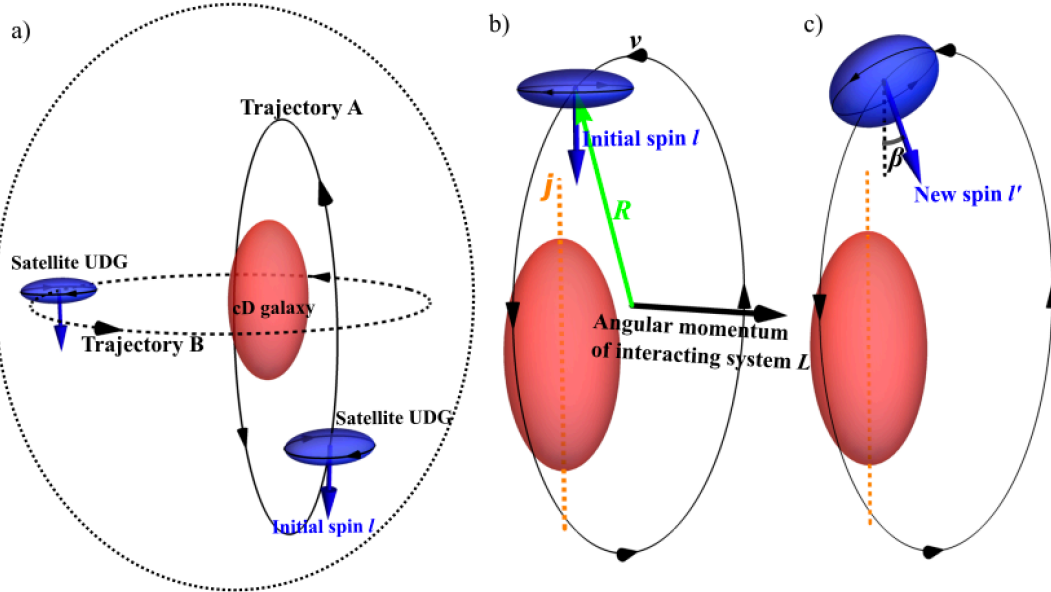 a)
Trajectory A
Satellite UDG
cD galaxy
Trajectory B
Satellite UDG
Initial spin l
b)
v
Initial spin l
j
R
Angular momentum
of interacting system L
c)
β
New spin l'